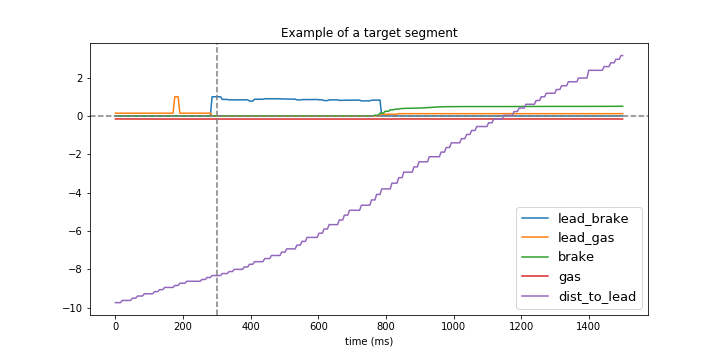 Example of a target segment
2
0
−2
−4
−6
−8
−10
lead_brake
lead_gas
brake
gas
dist_to_lead
0 200 400 600 800 1000 1200 1400
time (ms)